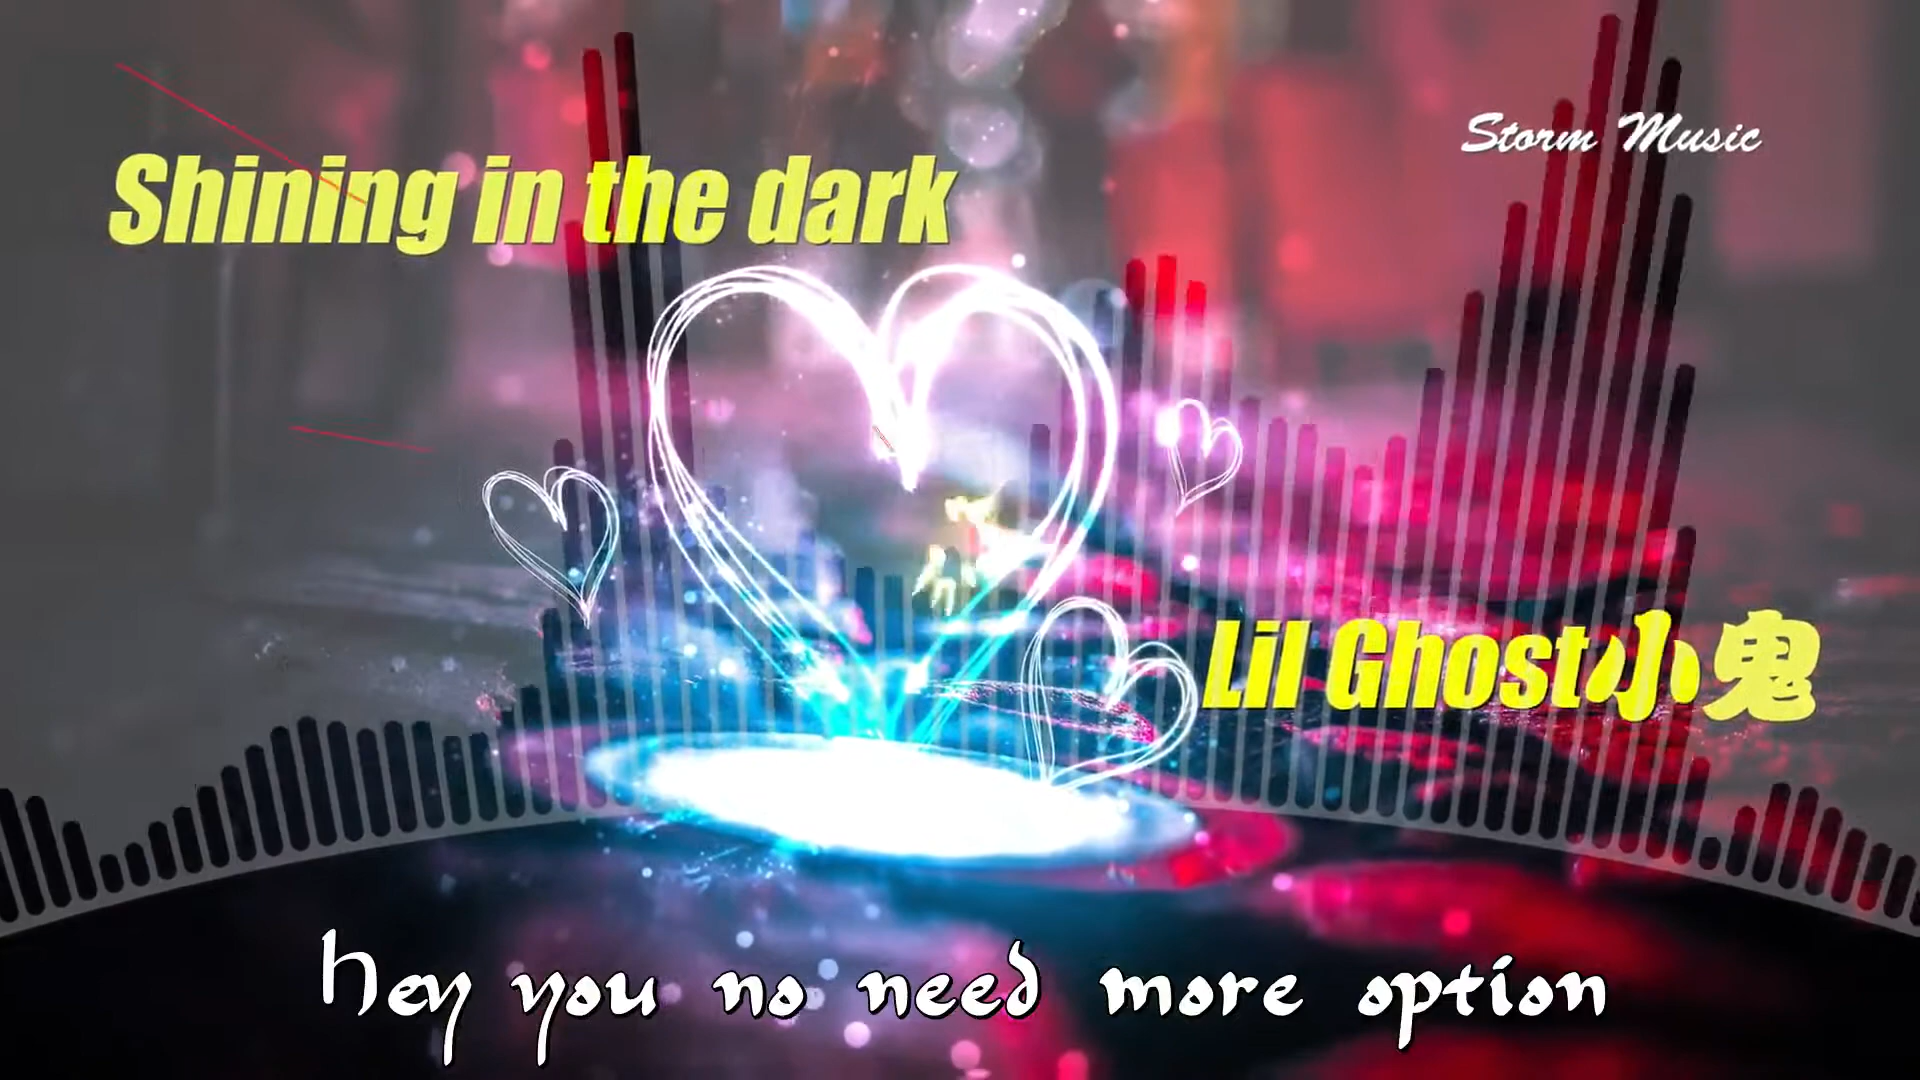 Storm Music
Shining in the dark
Lil Ghost小鬼
Hey you no need more option